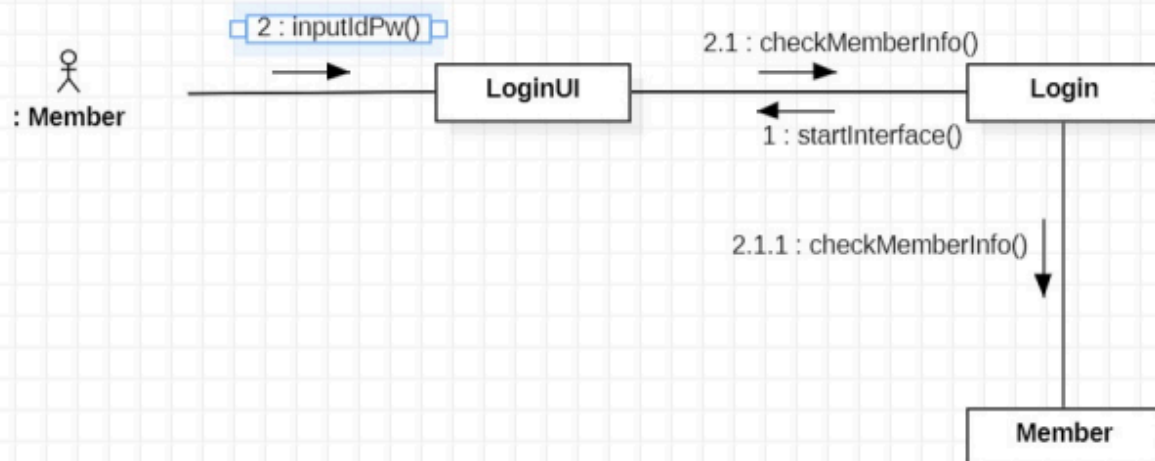 2 : inputIdPw()
2.1 : checkMemberInfo()
LoginUI
Login
: Member
1 : startInterface()
2.1.1 : checkMemberInfo()
Member